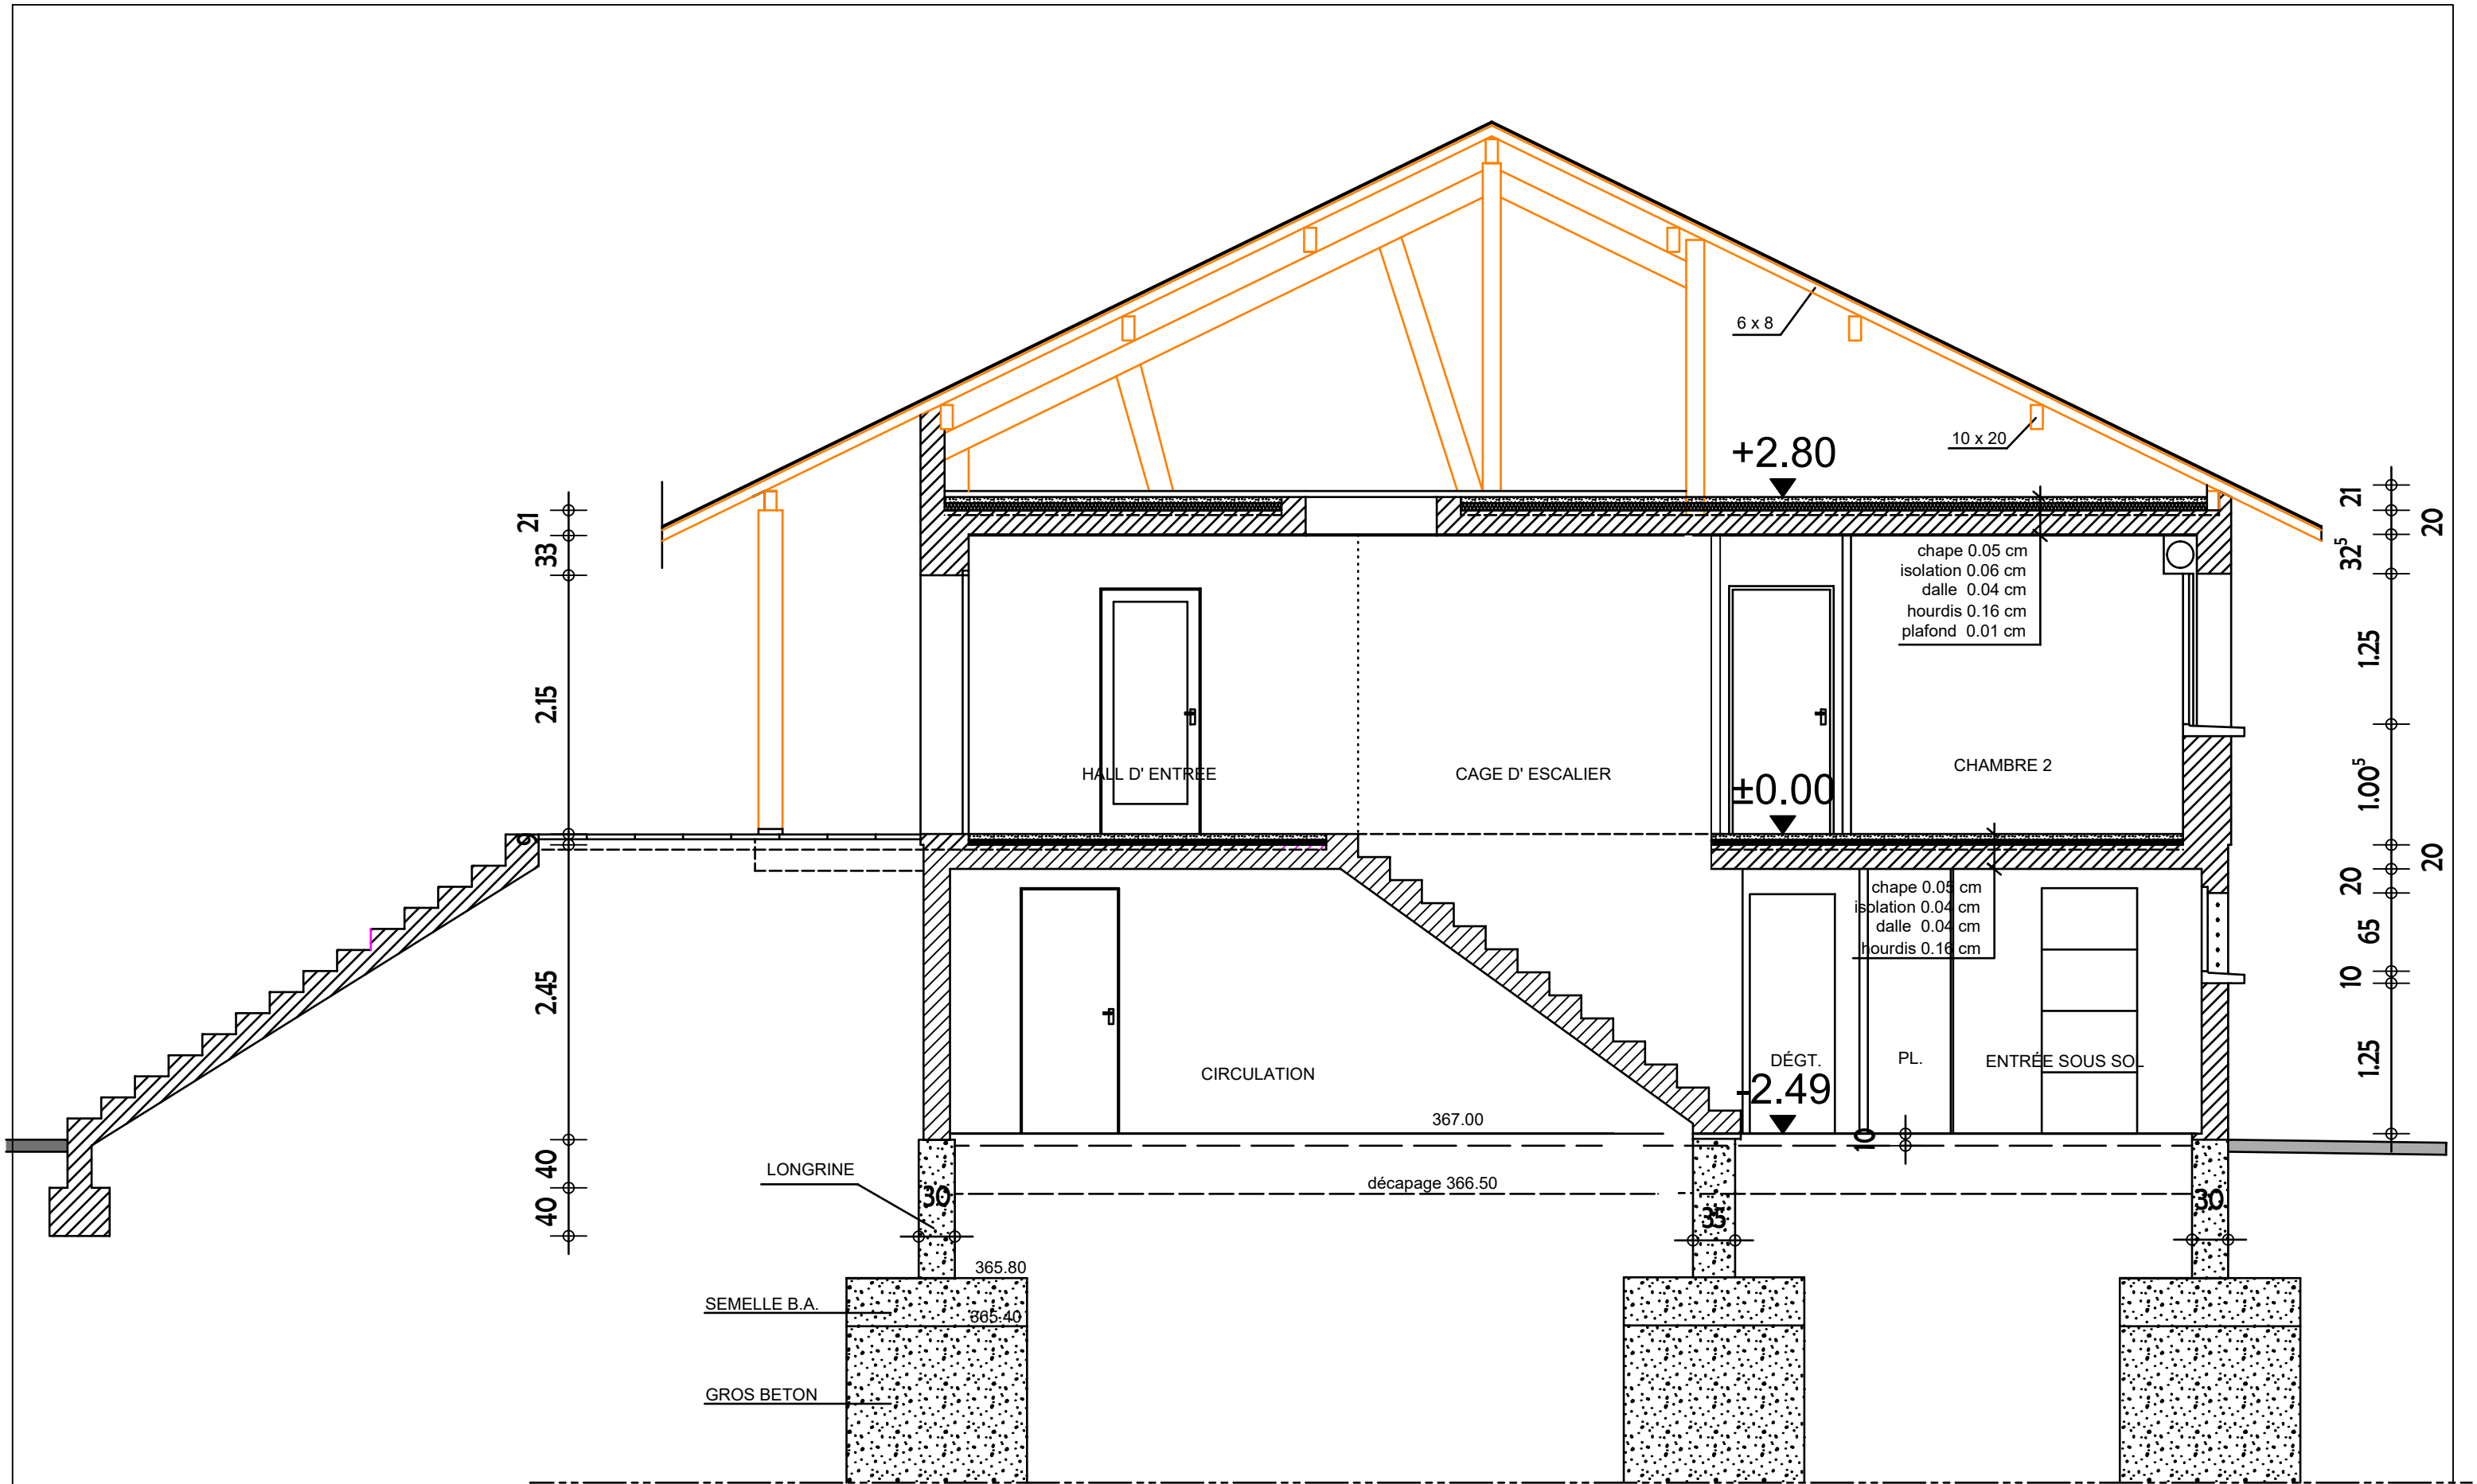 6 x 8
10 x 20
+2.80
21
33
2.15
9
2.45
40
40
21
20
32⁵
1.25
1.00⁵
20
20
65
10
1.25
chape 0.05 cm
isolation 0.06 cm
dalle 0.04 cm
hourdis 0.16 cm
plafond 0.01 cm
HALL D' ENTREE
CAGE D' ESCALIER
CHAMBRE 2
±0.00
chape 0.05 cm
isolation 0.04 cm
dalle 0.04 cm
hourdis 0.16 cm
CIRCULATION
DÉGT.
PL.
ENTRÉE SOUS SOL
-2.49
367.00
10
LONGRINE
décapage 366.50
30
35
30
365.80
SEMELLE B.A.
365.40
GROS BETON